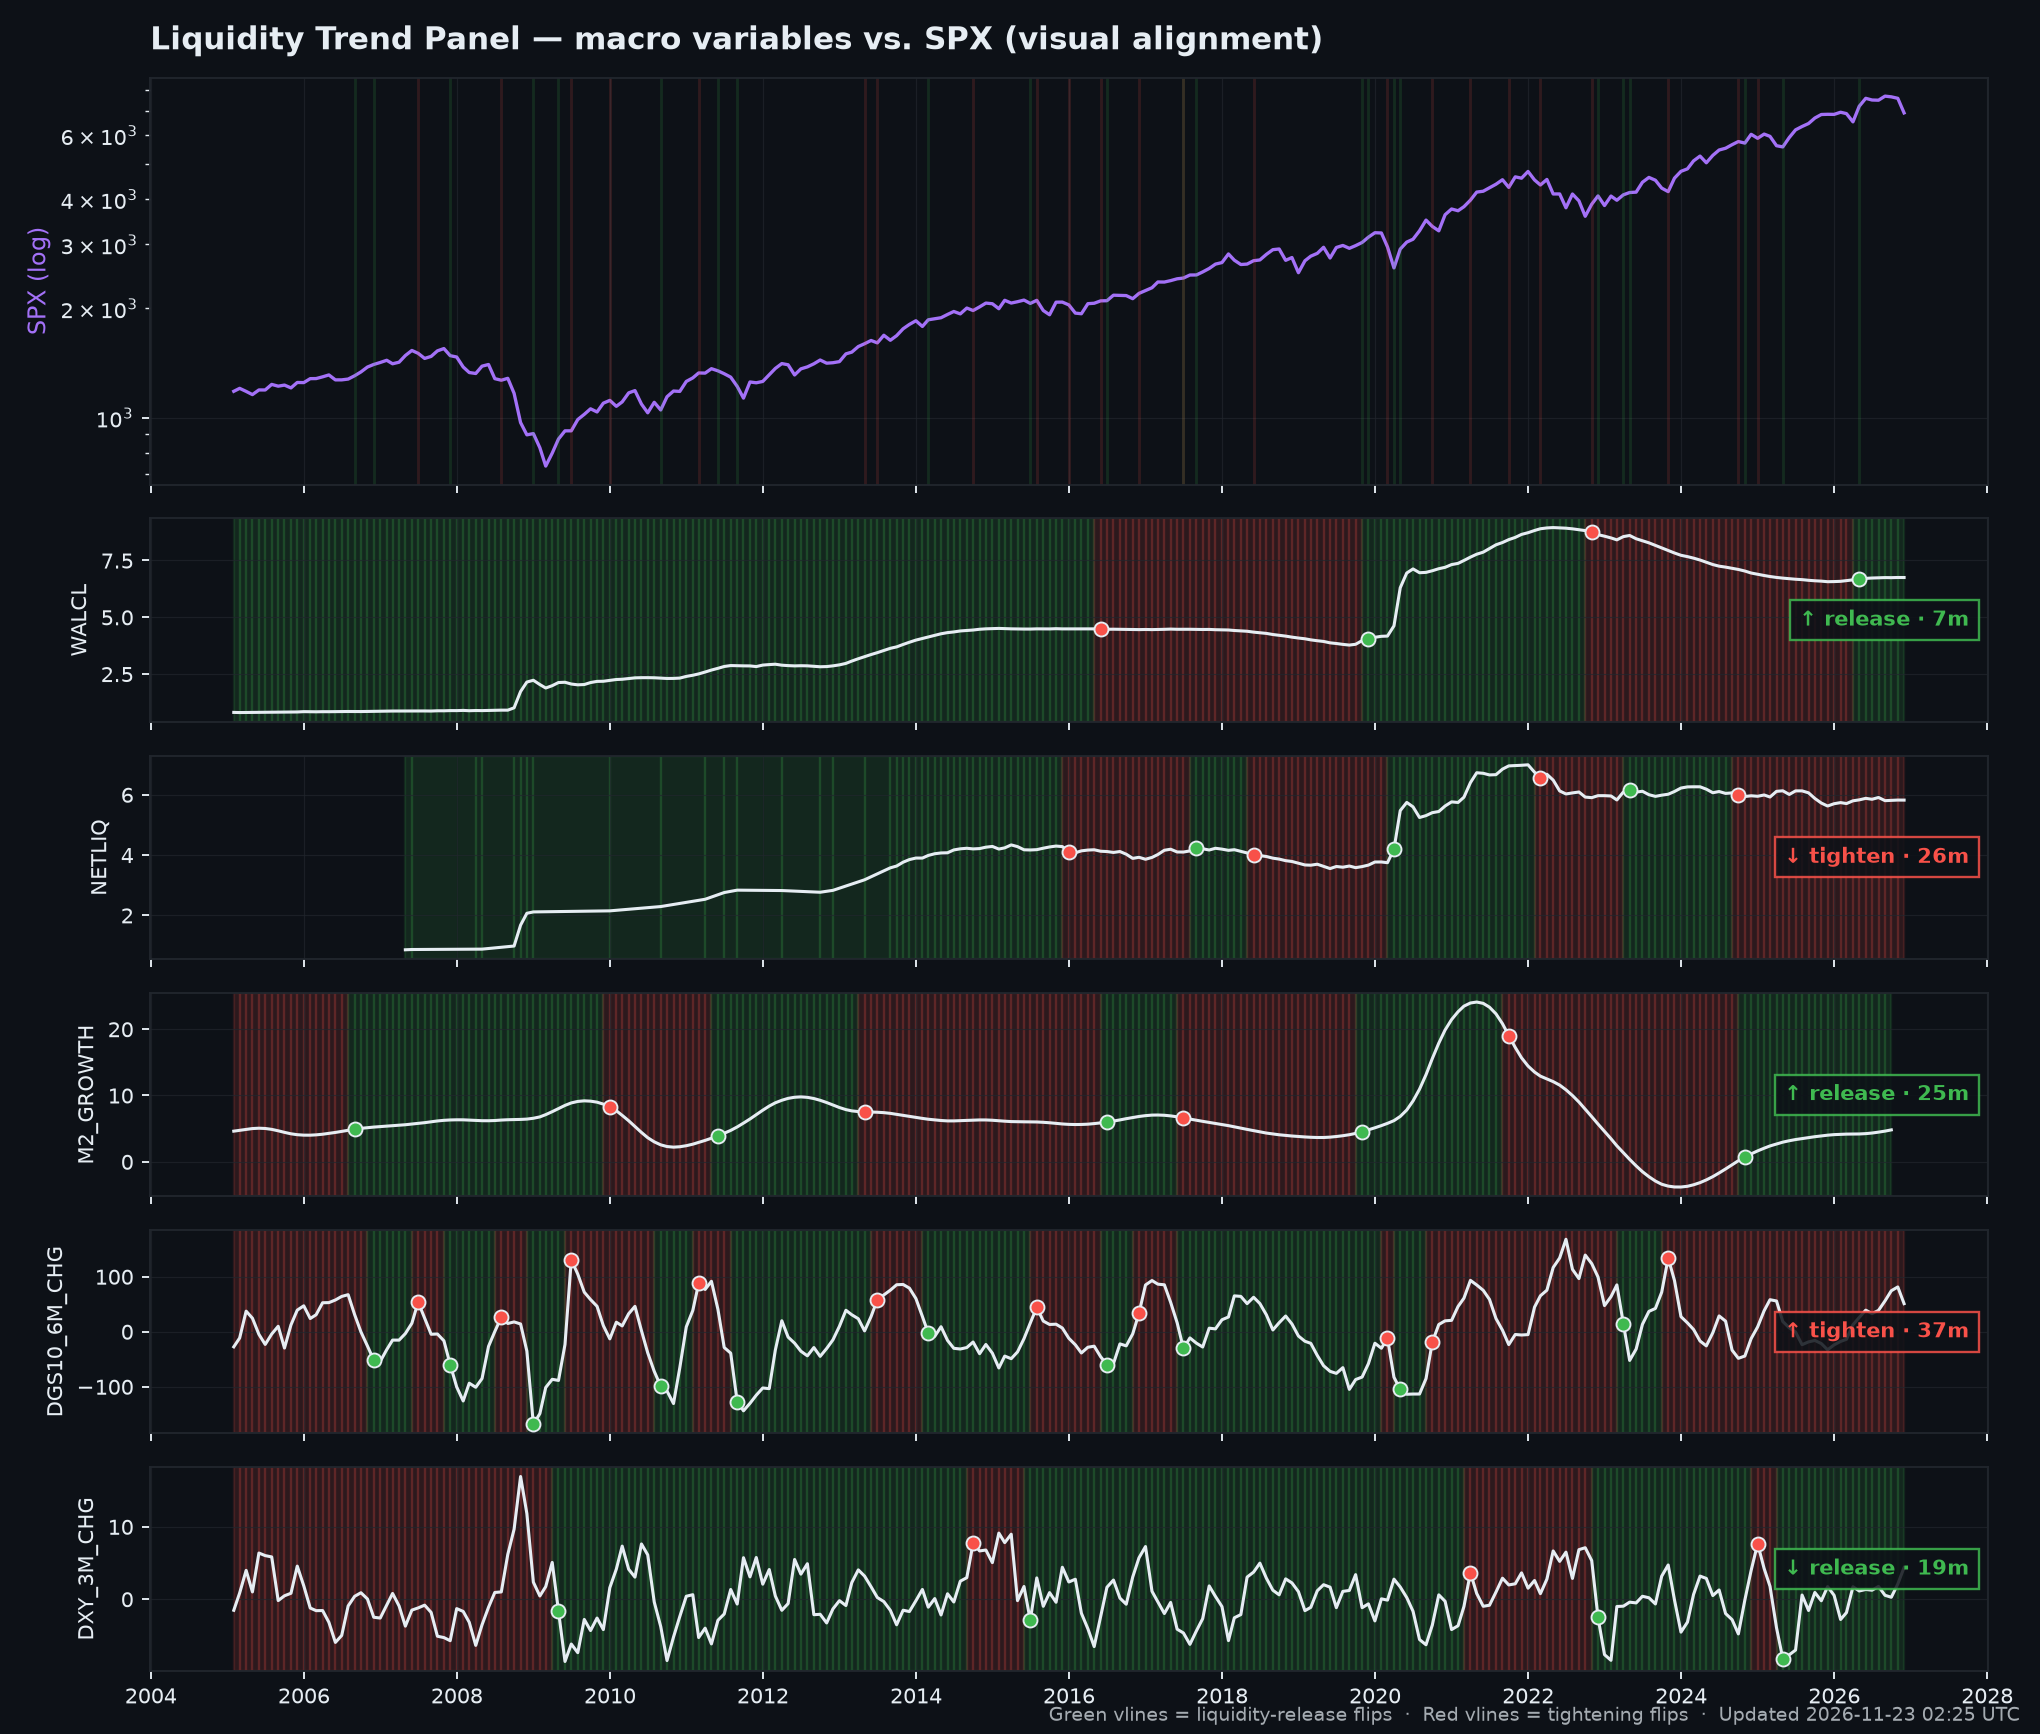 Liquidity Trend Panel — macro variables vs. SPX (visual alignment)
SPX (log)
6 × 10³
4 × 10³
3 × 10³
2 × 10³
10³
WALCL
7.5
5.0
2.5
↑ release · 7m
NETLIQ
6
4
2
↓ tighten · 26m
M2_GROWTH
20
10
0
↑ release · 25m
DGS10_6M_CHG
100
0
−100
↑ tighten · 37m
DXY_3M_CHG
10
0
↓ release · 19m
2004 2006 2008 2010 2012 2014 2016 2018 2020 2022 2024 2026 2028
Green vlines = liquidity-release flips · Red vlines = tightening flips · Updated 2026-11-23 02:25 UTC